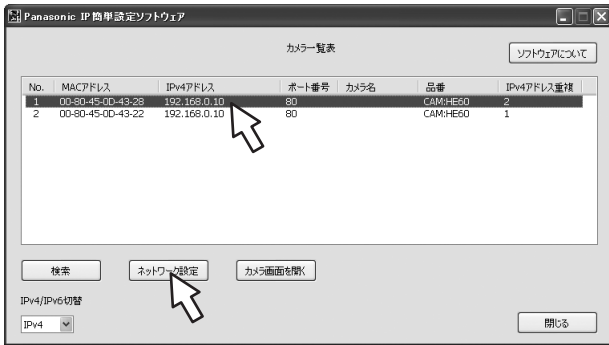 Panasonic IP簡単設定ソフトウェア
カメラ一覧表
ソフトウェアについて
No. MACアドレス IPv4アドレス ポート番号 カメラ名 品番 IPv4アドレス重複
1 00-80-45-0D-43-28 192.168.0.10 80 CAM:HE60 2
2 00-80-45-0D-43-22 192.168.0.10 80 CAM:HE60 1
検索 ネットワーク設定 カメラ画面を開く
IPv4/IPv6切替
IPv4 閉じる